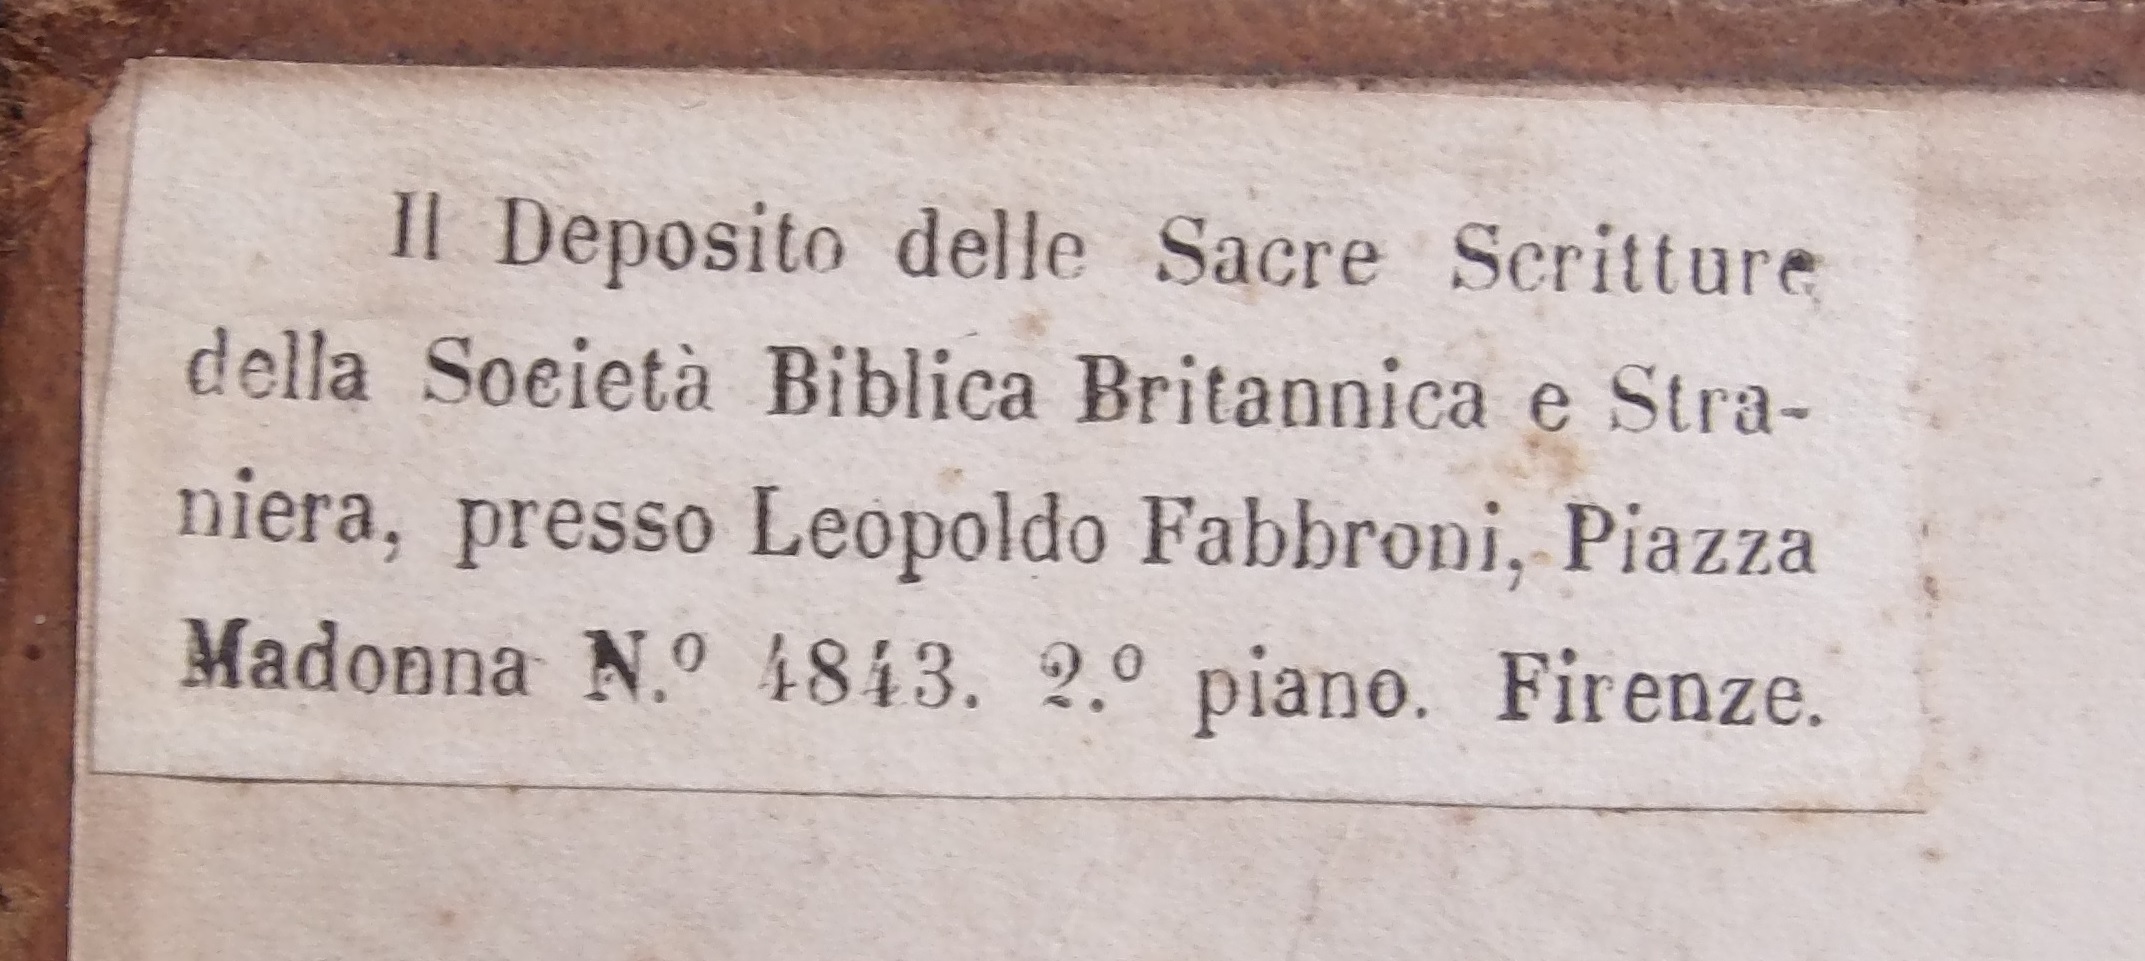 Il Deposito delle Sacre Scritture
della Società Biblica Britannica e Stra-
niera, presso Leopoldo Fabbroni, Piazza
Madonna N.º 4843. 2.º piano. Firenze.